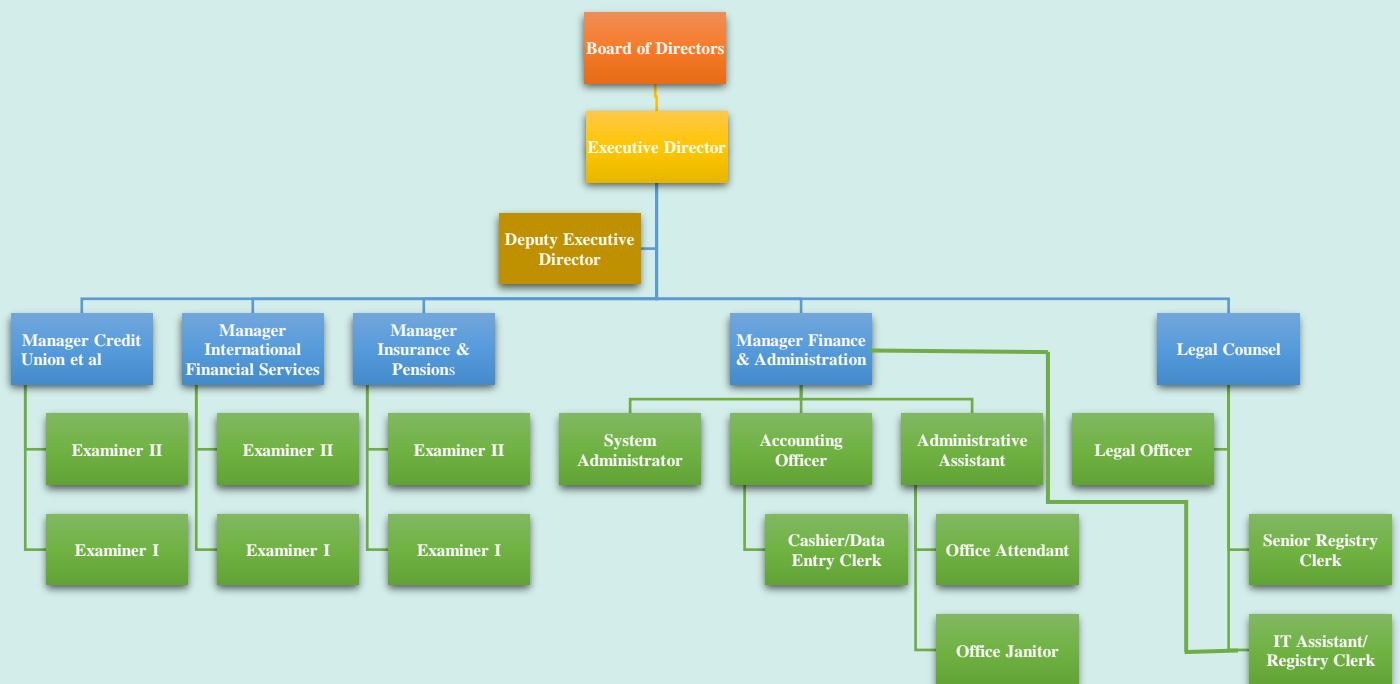 Board of Directors
Executive Director
Deputy Executive
Director
Manager Credit
Union et al
Manager
International
Financial Services
Manager
Insurance &
Pensions
Manager Finance
& Administration
Legal Counsel
Examiner II
Examiner II
Examiner II
System
Administrator
Accounting
Officer
Administrative
Assistant
Legal Officer
Examiner I
Examiner I
Examiner I
Cashier/Data
Entry Clerk
Office Attendant
Senior Registry
Clerk
Office Janitor
IT Assistant/
Registry Clerk